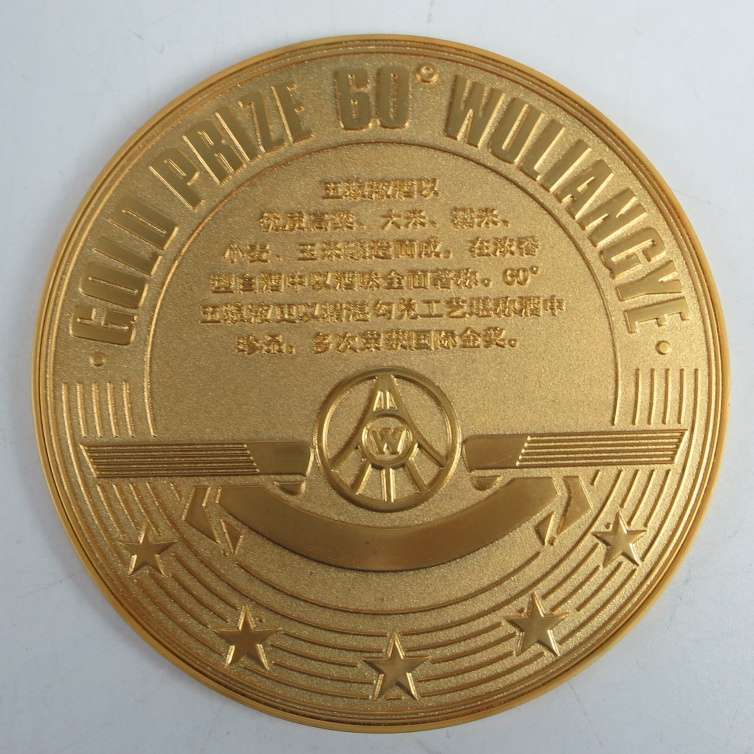 · GOLD PRIZE 60° WULIANGYE ·
五粮液酒以
优质高粱、大米、糯米、
小麦、玉米酿造而成，在浓香
型白酒中以酒味全面著称。60°
五粮液更以精湛勾兑工艺堪称酒中
珍品，多次荣获国际金奖。
W